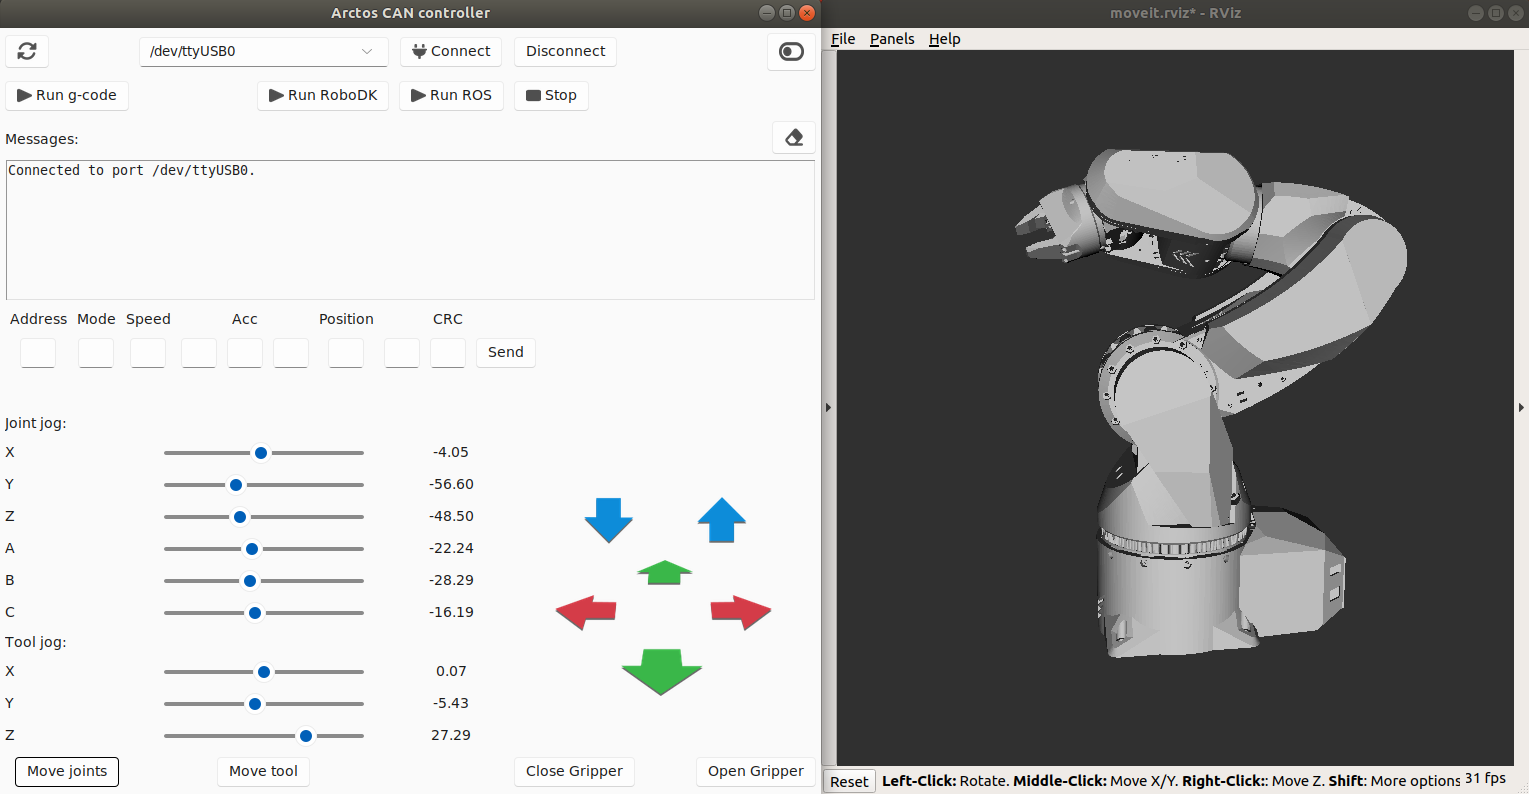 Arctos CAN controller
/dev/ttyUSB0
Connect
Disconnect
Run g-code
Run RoboDK
Run ROS
Stop
Messages:
Connected to port /dev/ttyUSB0.
Address Mode Speed Acc Position CRC
Send
Joint jog:
X -4.05
Y -56.60
Z -48.50
A -22.24
B -28.29
C -16.19
Tool jog:
X 0.07
Y -5.43
Z 27.29
Move joints
Move tool
Close Gripper
Open Gripper
moveit.rviz* - RViz
File Panels Help
Reset
Left-Click: Rotate. Middle-Click: Move X/Y. Right-Click:: Move Z. Shift: More options
31 fps